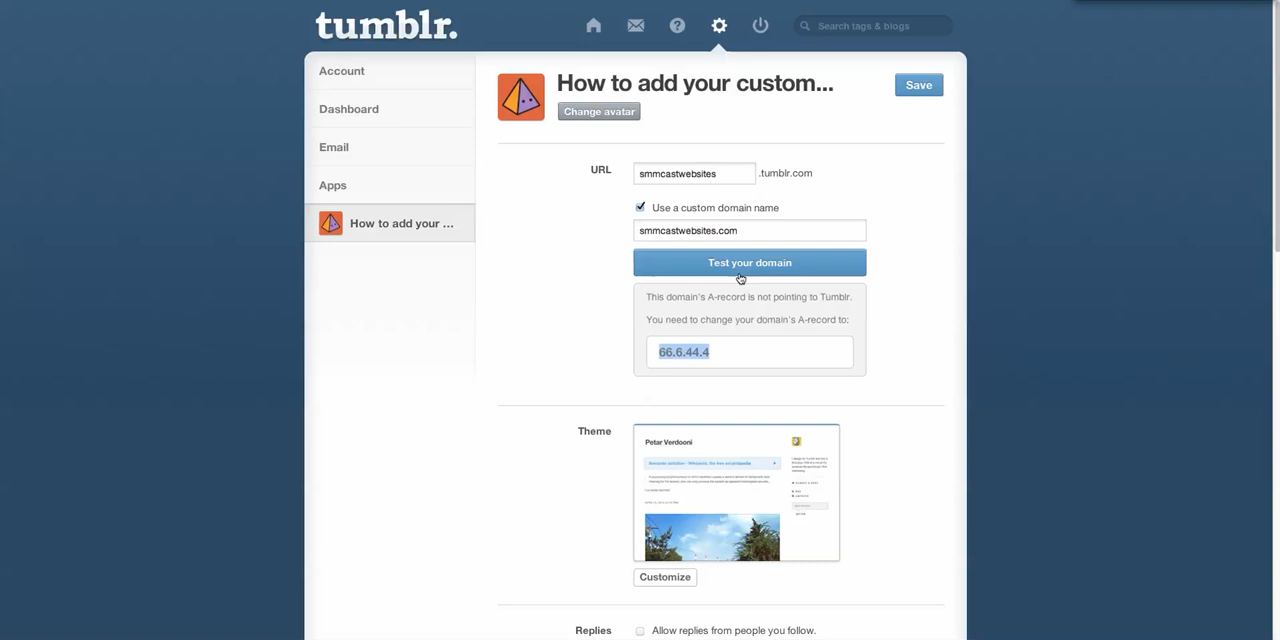 tumblr.
Search tags & blogs
Account
Dashboard
Email
Apps
How to add your ...
How to add your custom...
Save
Change avatar
URL
smmcastwebsites
.tumblr.com
Use a custom domain name
smmcastwebsites.com
Test your domain
This domain's A-record is not pointing to Tumblr.
You need to change your domain's A-record to:
66.6.44.4
Theme
Petar Verdooni
Customize
Replies
Allow replies from people you follow.